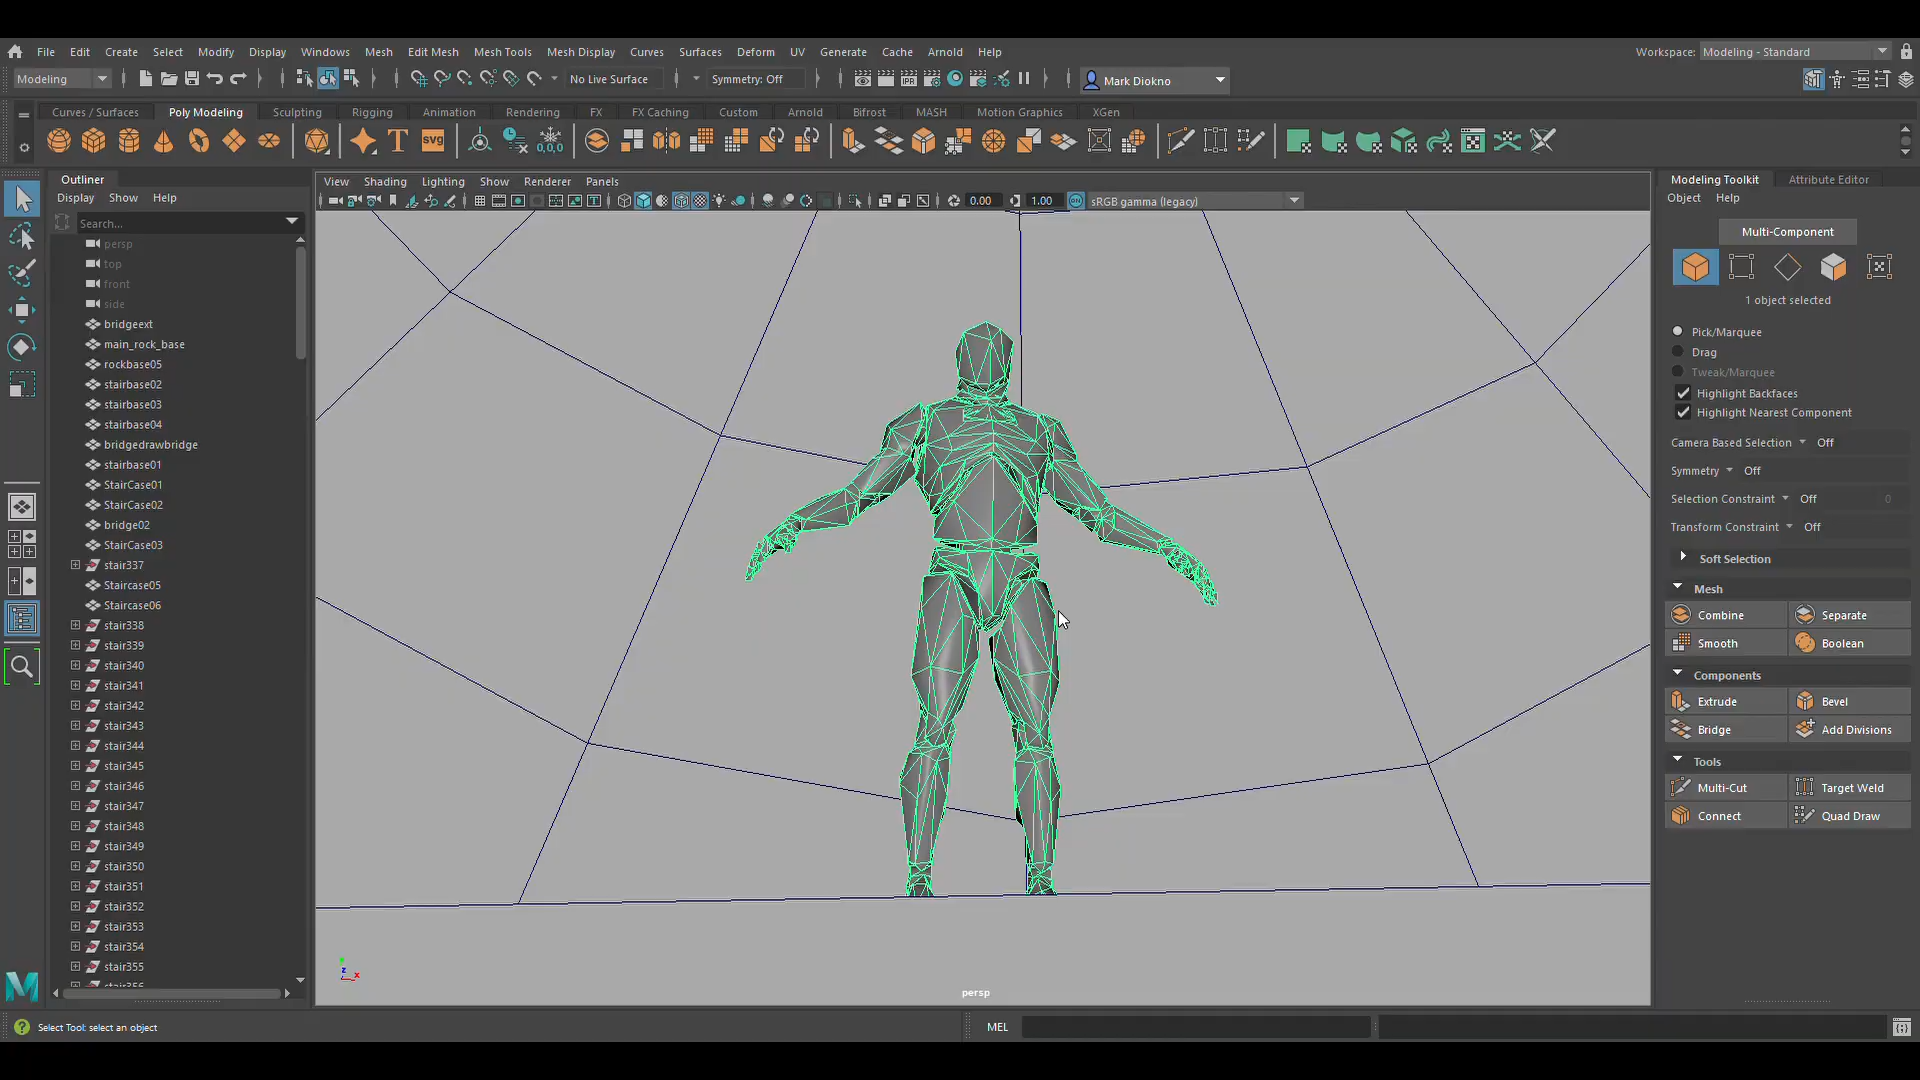 File Edit Create Select Modify Display Windows Mesh Edit Mesh Mesh Tools Mesh Display Curves Surfaces Deform UV Generate Cache Arnold Help Workspace: Modeling - Standard
Modeling No Live Surface Symmetry: Off IPR Mark Diokno
Curves / Surfaces Poly Modeling Sculpting Rigging Animation Rendering FX FX Caching Custom Arnold Bifrost MASH Motion Graphics XGen
T SVG 0,0,0
Outliner
Display Show Help
Search...
persp
top
front
side
bridgeext
main_rock_base
rockbase05
stairbase02
stairbase03
stairbase04
bridgedrawbridge
stairbase01
StairCase01
StairCase02
bridge02
StairCase03
stair337
Staircase05
Staircase06
stair338
stair339
stair340
stair341
stair342
stair343
stair344
stair345
stair346
stair347
stair348
stair349
stair350
stair351
stair352
stair353
stair354
stair355
stair356
View Shading Lighting Show Renderer Panels
0.00 1.00 ON sRGB gamma (legacy)
y
z
x
persp
Modeling Toolkit Attribute Editor
Object Help
Multi-Component
1 object selected
Pick/Marquee
Drag
Tweak/Marquee
Highlight Backfaces
Highlight Nearest Component
Camera Based Selection Off
Symmetry Off
Selection Constraint Off 0
Transform Constraint Off
Soft Selection
Mesh
Combine Separate
Smooth Boolean
Components
Extrude Bevel
Bridge Add Divisions
Tools
Multi-Cut Target Weld
Connect Quad Draw
M
? Select Tool: select an object MEL